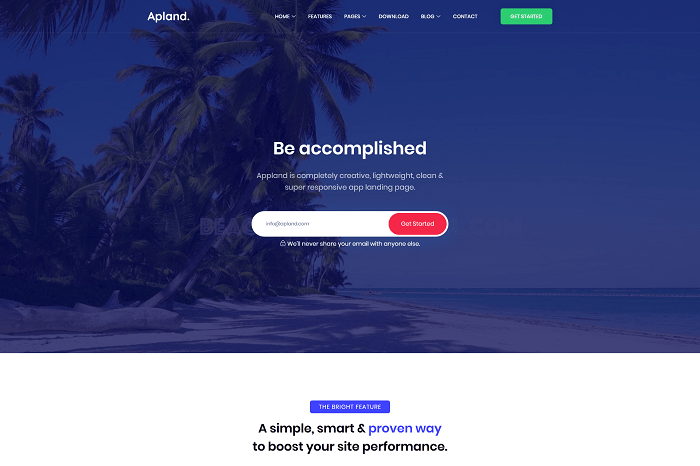 Apland.
HOME
FEATURES
PAGES
DOWNLOAD
BLOG
CONTACT
GET STARTED
Be accomplished
Appland is completely creative, lightweight, clean &
super responsive app landing page.
info@apland.com
Get Started
We'll never share your email with anyone else.
THE BRIGHT FEATURE
A simple, smart & proven way
to boost your site performance.